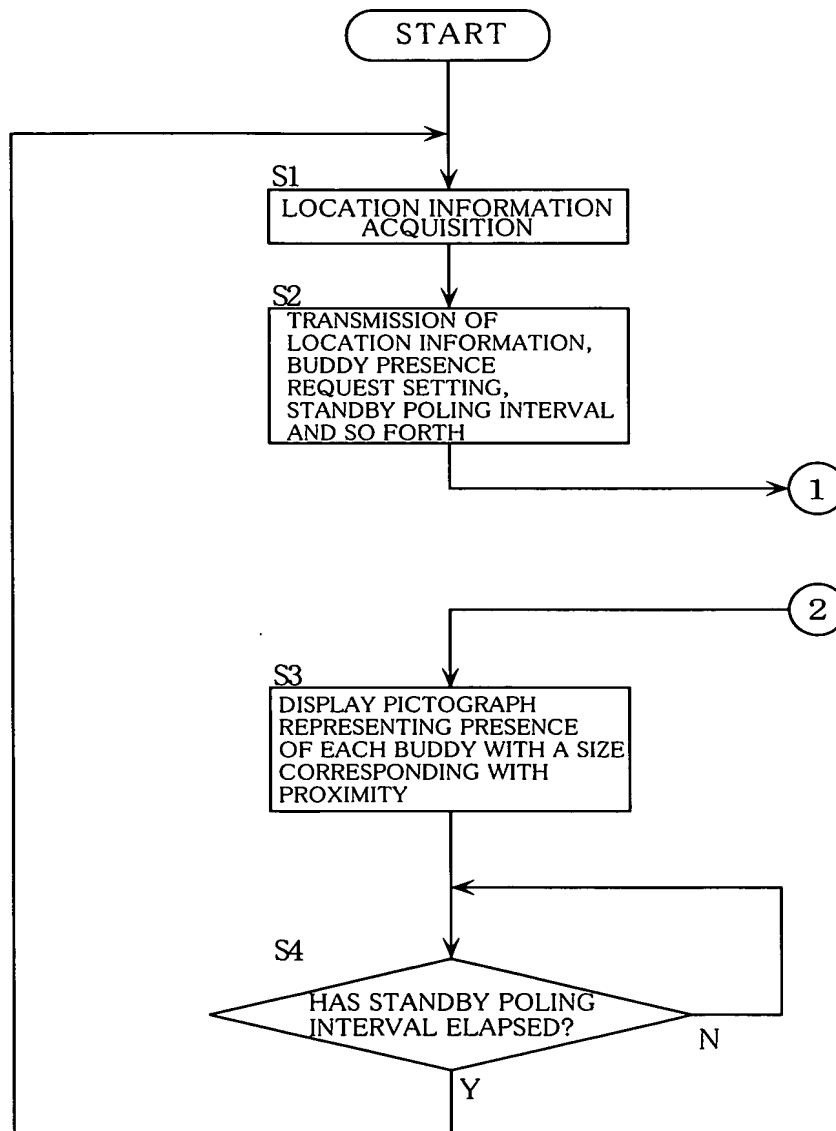 START
S1
LOCATION INFORMATION
ACQUISITION
S2
TRANSMISSION OF
LOCATION INFORMATION,
BUDDY PRESENCE
REQUEST SETTING,
STANDBY POLING INTERVAL
AND SO FORTH
1
2
S3
DISPLAY PICTOGRAPH
REPRESENTING PRESENCE
OF EACH BUDDY WITH A SIZE
CORRESPONDING WITH
PROXIMITY
S4
HAS STANDBY POLING
INTERVAL ELAPSED?
N
Y